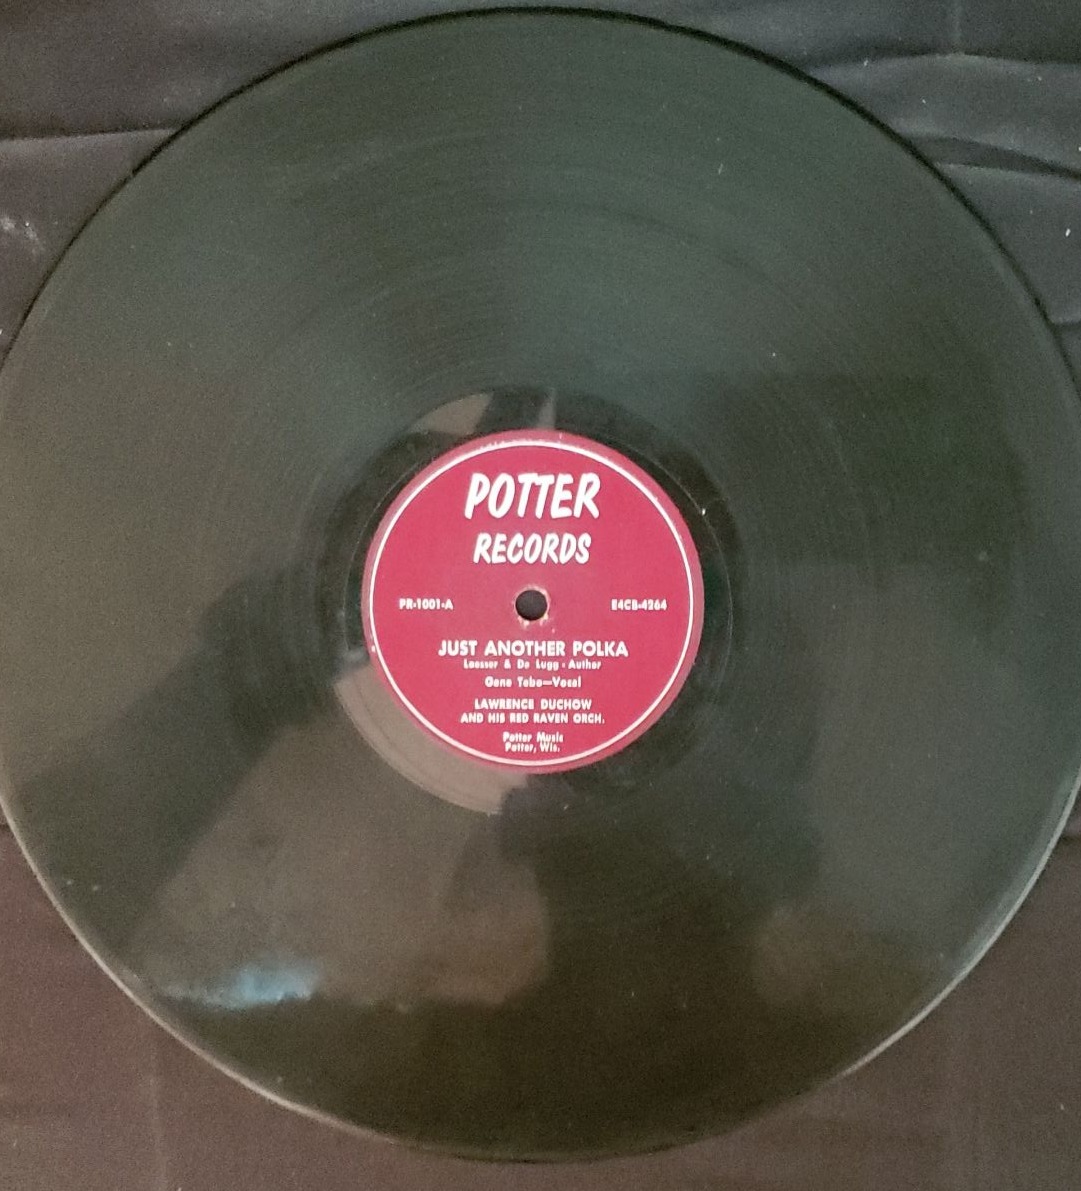 POTTER
RECORDS
PR-1001-A E4CB-4264
JUST ANOTHER POLKA
Loesser & De Lugg - Author
Gene Tebo—Vocal
LAWRENCE DUCHOW
AND HIS RED RAVEN ORCH.
Potter Music
Potter, Wis.